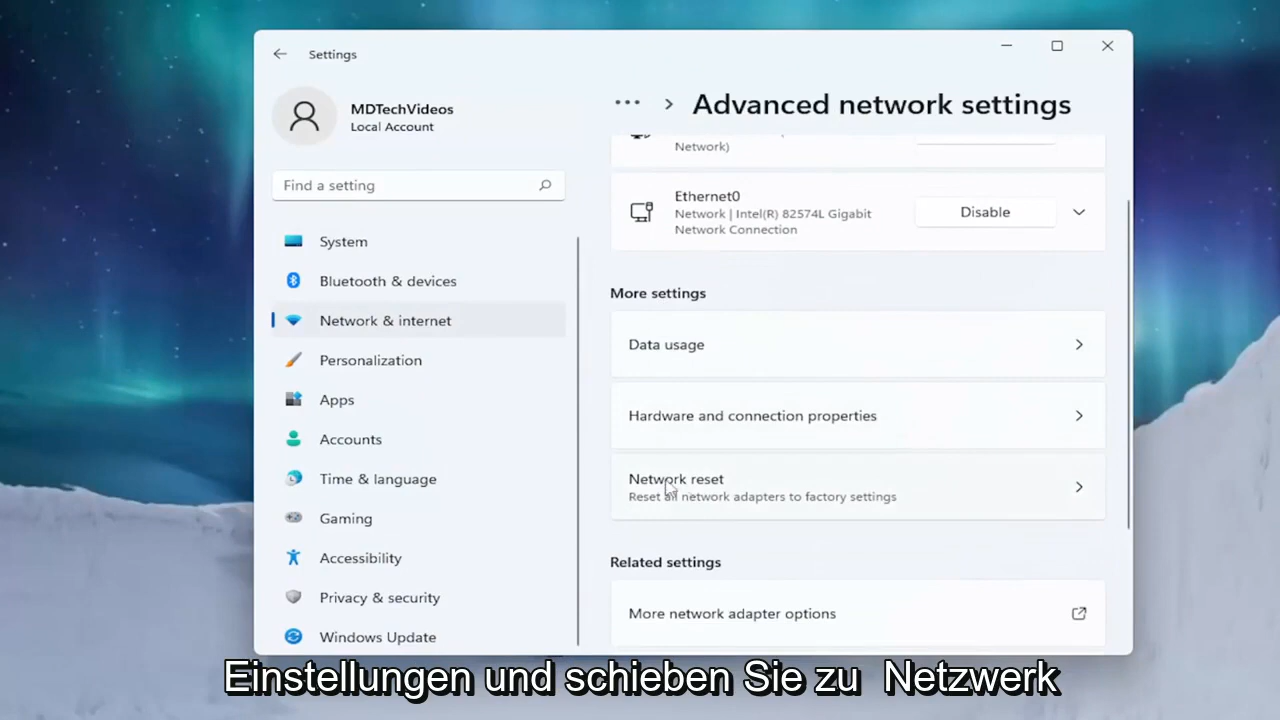 Settings
MDTechVideos
Local Account
Find a setting
System
Bluetooth & devices
Network & internet
Personalization
Apps
Accounts
Time & language
Gaming
Accessibility
Privacy & security
Windows Update
... > Advanced network settings
Network)
Ethernet0
Network | Intel(R) 82574L Gigabit
Network Connection
Disable
More settings
Data usage
Hardware and connection properties
Network reset
Reset all network adapters to factory settings
Related settings
More network adapter options
Einstellungen und schieben Sie zu Netzwerk